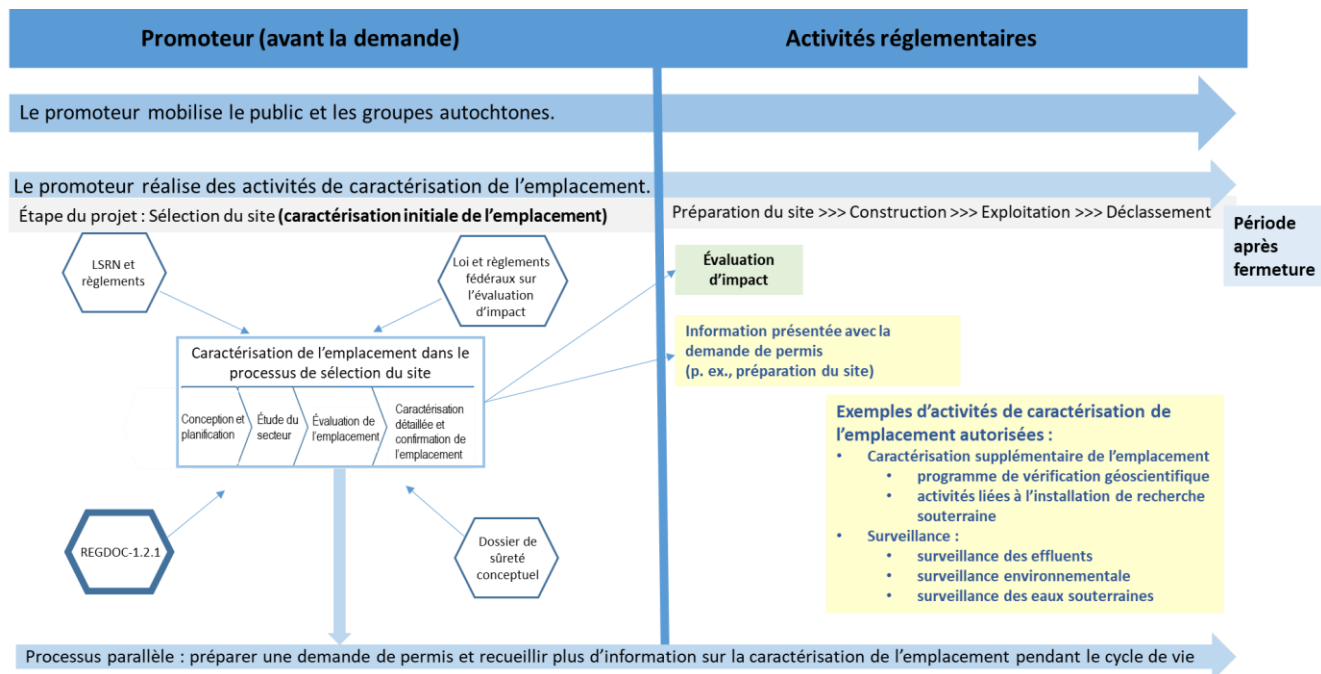 Promoteur (avant la demande)
Activités réglementaires
Le promoteur mobilise le public et les groupes autochtones.
Le promoteur réalise des activités de caractérisation de l'emplacement.
Étape du projet : Sélection du site (caractérisation initiale de l'emplacement)
Préparation du site >>> Construction >>> Exploitation >>> Déclassement
Période
après
fermeture
LSRN et
règlements
Loi et règlements
fédéraux sur
l'évaluation
d'impact
Évaluation
d'impact
Caractérisation de l'emplacement dans le
processus de sélection du site
Conception et
planification
Étude du
secteur
Évaluation de
l'emplacement
Caractérisation
détaillée et
confirmation de
l'emplacement
Information présentée avec la
demande de permis
(p. ex., préparation du site)
REGDOC-1.2.1
Dossier de
sûreté
conceptuel
Exemples d'activités de caractérisation de
l'emplacement autorisées :
• Caractérisation supplémentaire de l'emplacement
• programme de vérification géoscientifique
• activités liées à l'installation de recherche
souterraine
• Surveillance :
• surveillance des effluents
• surveillance environnementale
• surveillance des eaux souterraines
Processus parallèle : préparer une demande de permis et recueillir plus d'information sur la caractérisation de l'emplacement pendant le cycle de vie